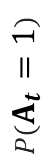 P(Aₜ = 1)